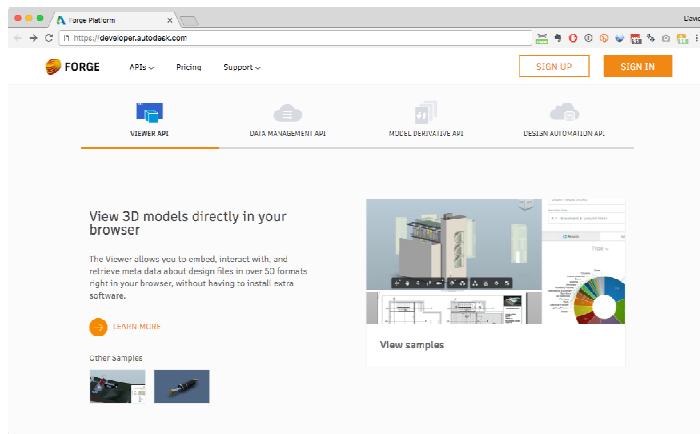 Forge Platform
David
https://developer.autodesk.com
FORGE
APIs
Pricing
Support
SIGN UP
SIGN IN
VIEWER API
DATA MANAGEMENT API
MODEL DERIVATIVE API
DESIGN AUTOMATION API
View 3D models directly in your
browser
The Viewer allows you to embed, interact with, and
retrieve meta data about design files in over 50 formats
right in your browser, without having to install extra
software.
LEARN MORE
View samples
Other Samples